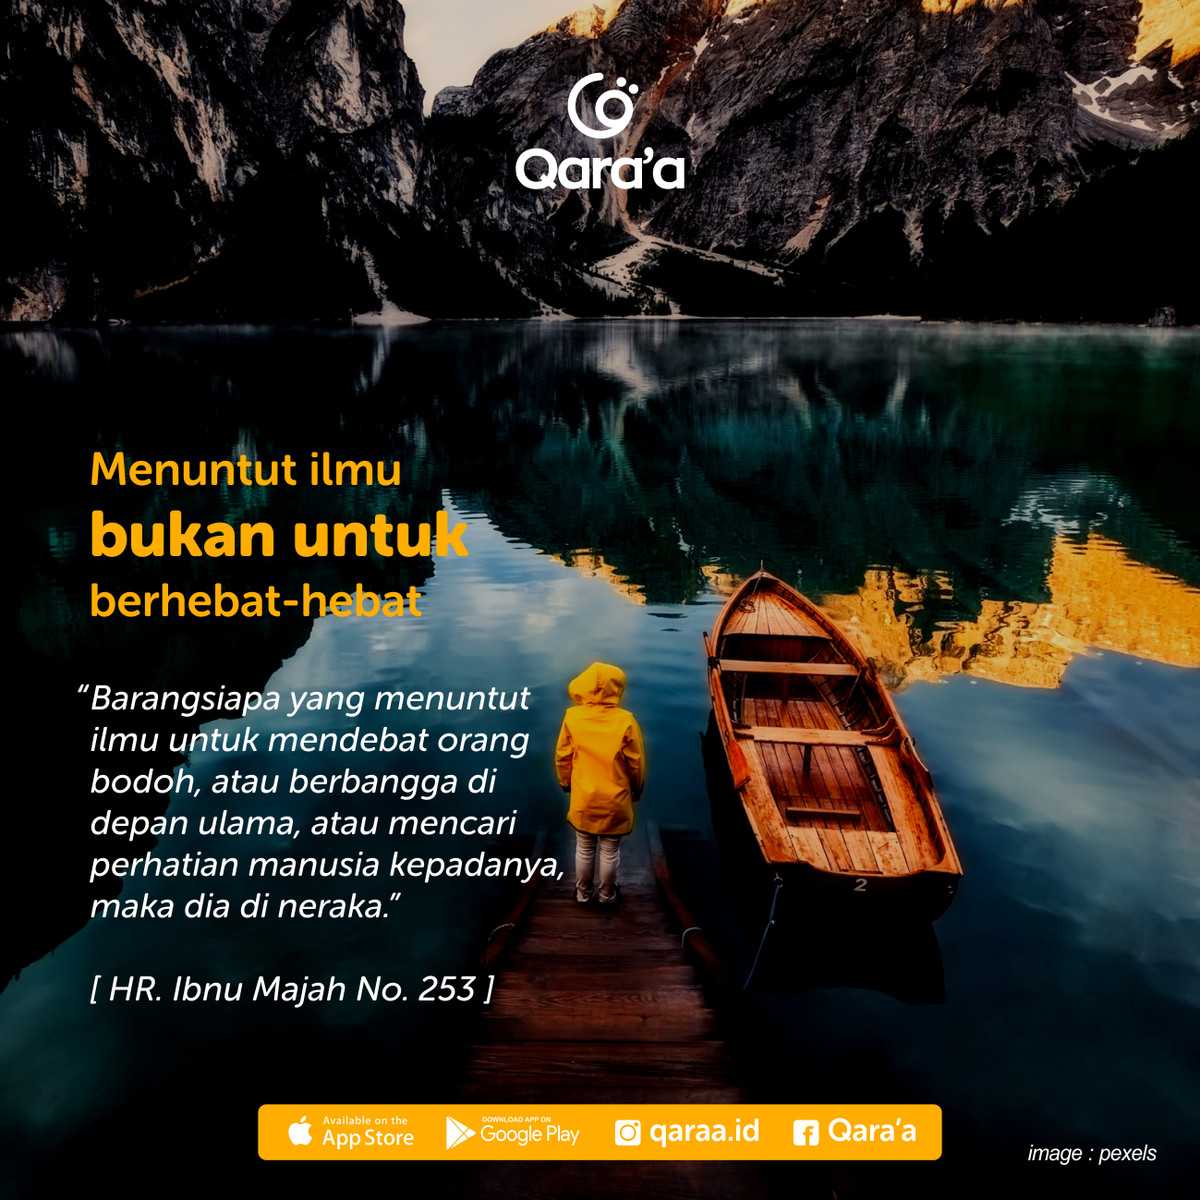 Qara'a
Menuntut ilmu
bukan untuk
berhebat-hebat
“Barangsiapa yang menuntut
ilmu untuk mendebat orang
bodoh, atau berbangga di
depan ulama, atau mencari
perhatian manusia kepadanya,
maka dia di neraka.”
[ HR. Ibnu Majah No. 253 ]
2
Available on the
App Store
DOWNLOAD APP ON
Google Play
qaraa.id
Qara'a
image : pexels